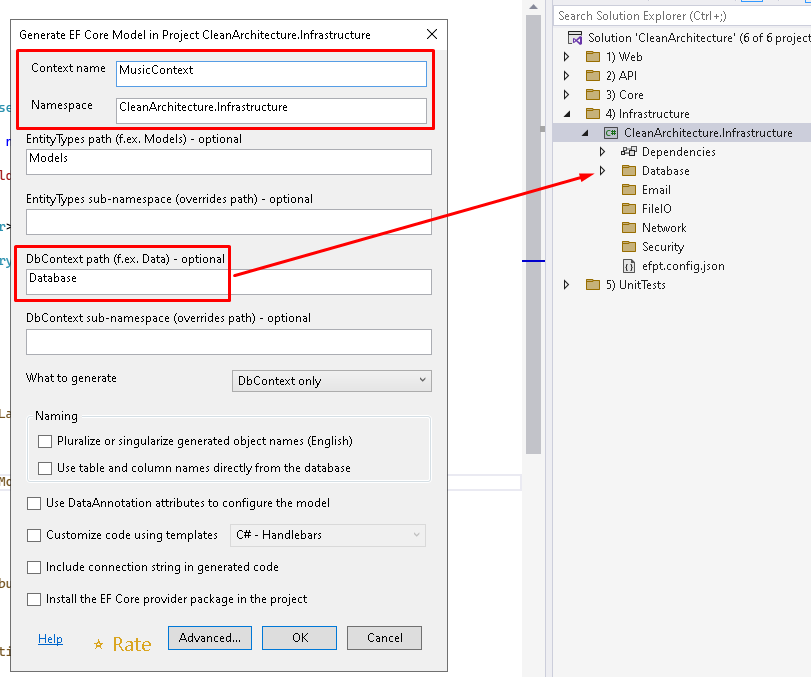 Generate EF Core Model in Project CleanArchitecture.Infrastructure
Context name
MusicContext
Namespace
CleanArchitecture.Infrastructure
EntityTypes path (f.ex. Models) - optional
Models
EntityTypes sub-namespace (overrides path) - optional
DbContext path (f.ex. Data) - optional
Database
DbContext sub-namespace (overrides path) - optional
What to generate
DbContext only
Naming
Pluralize or singularize generated object names (English)
Use table and column names directly from the database
Use DataAnnotation attributes to configure the model
Customize code using templates
C# - Handlebars
Include connection string in generated code
Install the EF Core provider package in the project
Help
Rate
Advanced...
OK
Cancel
Search Solution Explorer (Ctrl+;)
Solution 'CleanArchitecture' (6 of 6 project
1) Web
2) API
3) Core
4) Infrastructure
C# CleanArchitecture.Infrastructure
Dependencies
Database
Email
FileIO
Network
Security
efpt.config.json
5) UnitTests